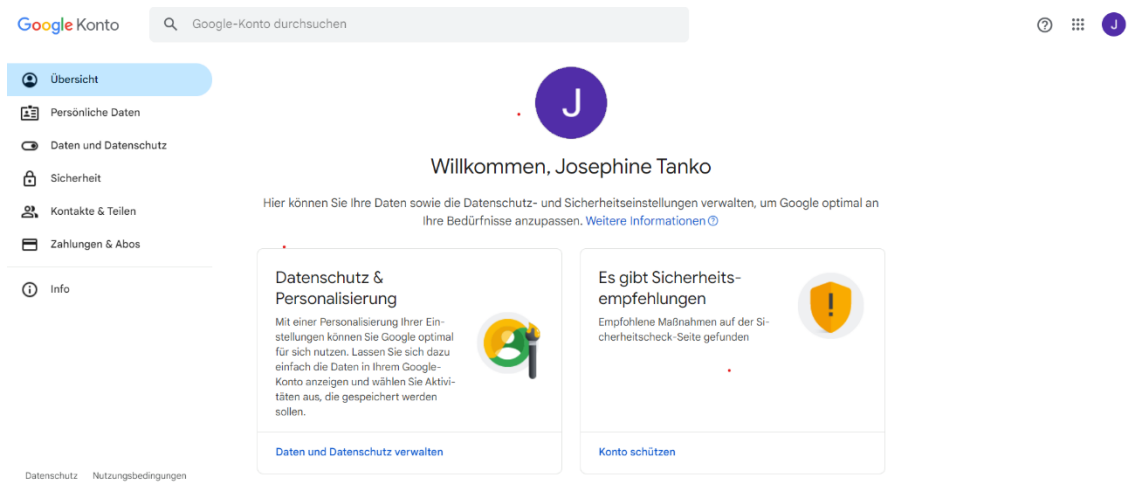 Google Konto
Google-Konto durchsuchen
J
Übersicht
Persönliche Daten
Daten und Datenschutz
Sicherheit
Kontakte & Teilen
Zahlungen & Abos
Info
J
Willkommen, Josephine Tanko
Hier können Sie Ihre Daten sowie die Datenschutz- und Sicherheitseinstellungen verwalten, um Google optimal an
Ihre Bedürfnisse anzupassen. Weitere Informationen
Datenschutz &
Personalisierung
Mit einer Personalisierung Ihrer Ein-
stellungen können Sie Google optimal
für sich nutzen. Lassen Sie sich dazu
einfach die Daten in Ihrem Google-
Konto anzeigen und wählen Sie Aktivi-
täten aus, die gespeichert werden
sollen.
Daten und Datenschutz verwalten
Es gibt Sicherheits-
empfehlungen
Empfohlene Maßnahmen auf der Si-
cherheitscheck-Seite gefunden
Konto schützen
Datenschutz Nutzungsbedingungen